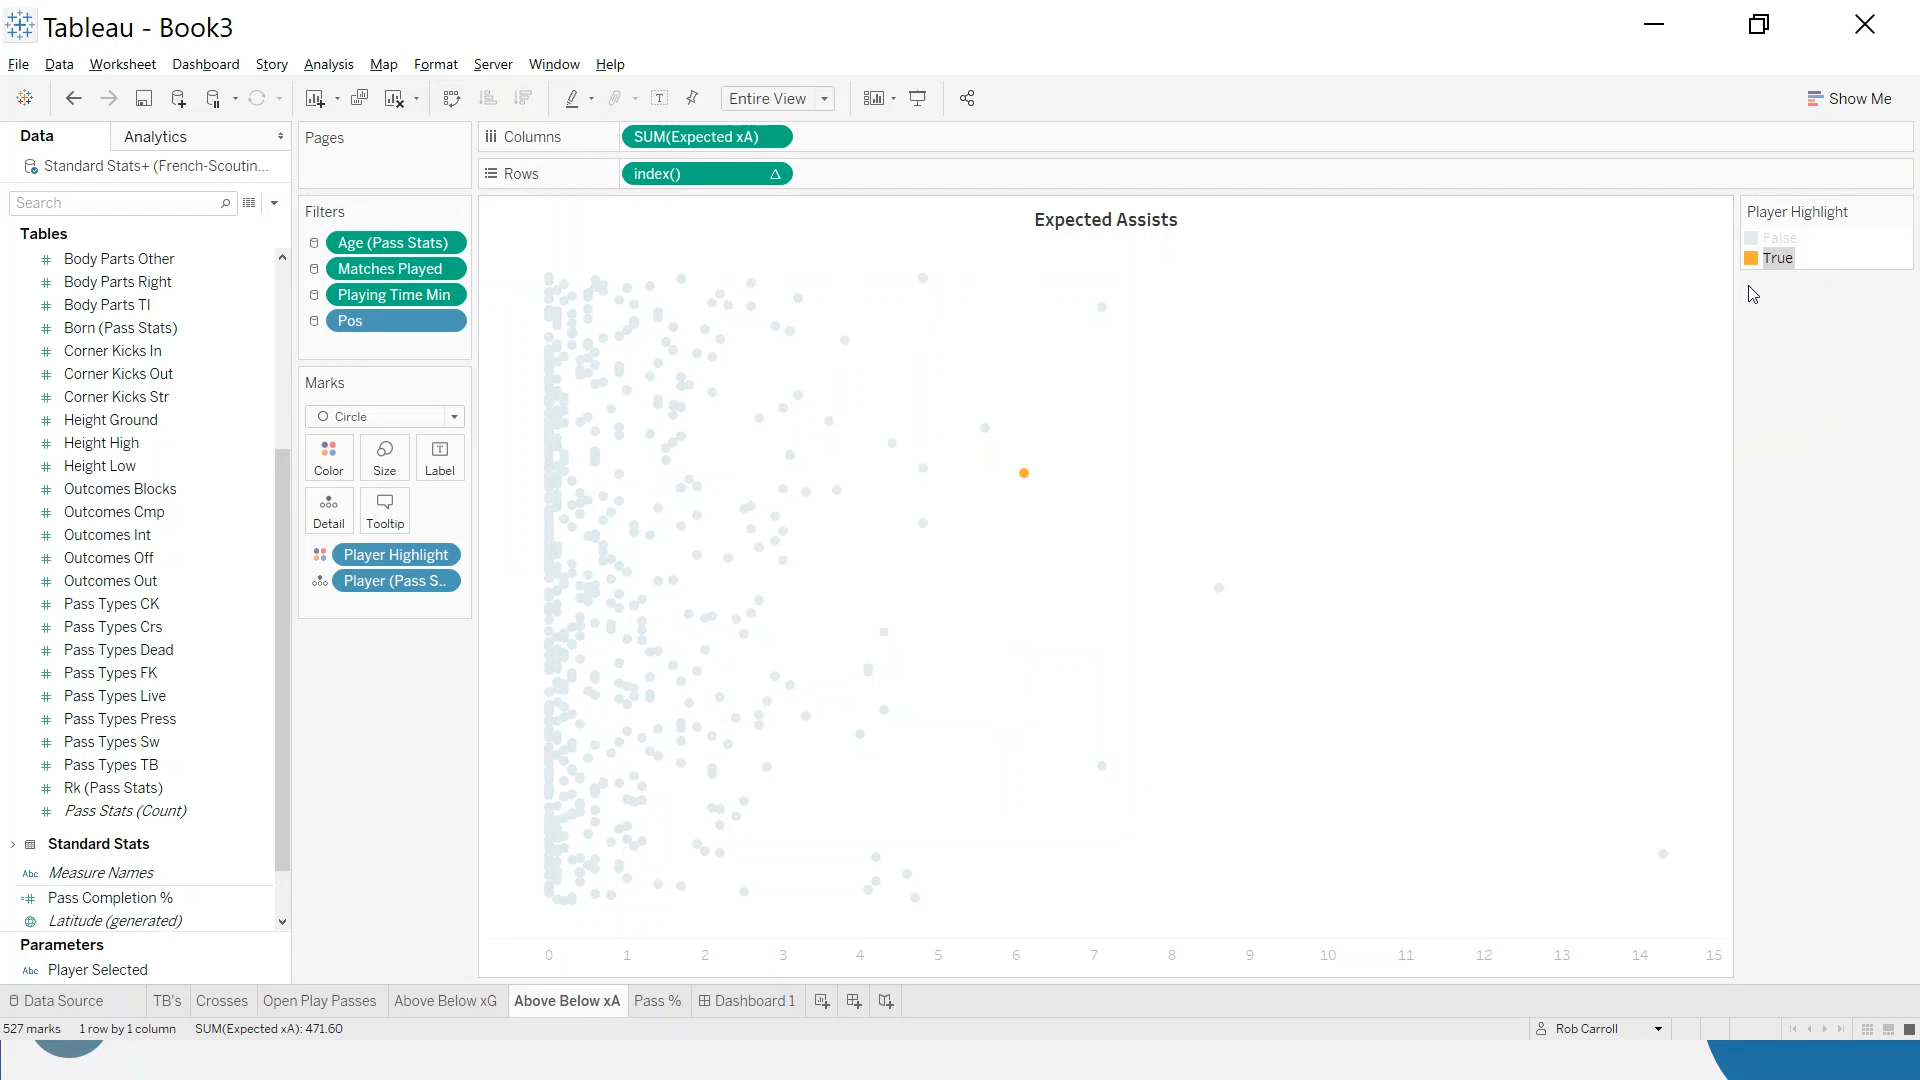 Tableau - Book3
File Data Worksheet Dashboard Story Analysis Map Format Server Window Help
Entire View
Show Me
Data Analytics
Standard Stats+ (French-Scoutin...
Search
Tables
Body Parts Other
Body Parts Right
Body Parts TI
Born (Pass Stats)
Corner Kicks In
Corner Kicks Out
Corner Kicks Str
Height Ground
Height High
Height Low
Outcomes Blocks
Outcomes Cmp
Outcomes Int
Outcomes Off
Outcomes Out
Pass Types CK
Pass Types Crs
Pass Types Dead
Pass Types FK
Pass Types Live
Pass Types Press
Pass Types Sw
Pass Types TB
Rk (Pass Stats)
Pass Stats (Count)
Standard Stats
Abc Measure Names
Pass Completion %
Latitude (generated)
Parameters
Abc Player Selected
Pages
Filters
Age (Pass Stats)
Matches Played
Playing Time Min
Pos
Marks
Circle
Color Size Label
Detail Tooltip
Player Highlight
Player (Pass S..
Columns SUM(Expected xA)
Rows index()
Expected Assists
0 1 2 3 4 5 6 7 8 9 10 11 12 13 14 15
Player Highlight
False
True
Data Source TB's Crosses Open Play Passes Above Below xG Above Below xA Pass % Dashboard 1
527 marks 1 row by 1 column SUM(Expected xA): 471.60 Rob Carroll